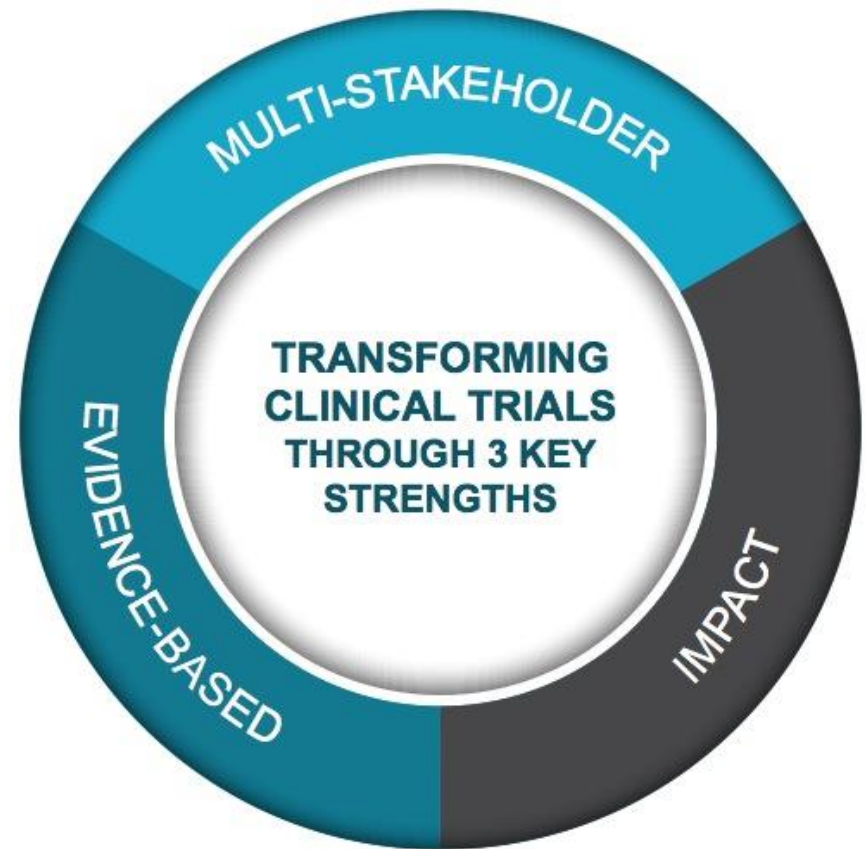 MULTI-STAKEHOLDER
TRANSFORMING
CLINICAL TRIALS
THROUGH 3 KEY
STRENGTHS
EVIDENCE-BASED
IMPACT